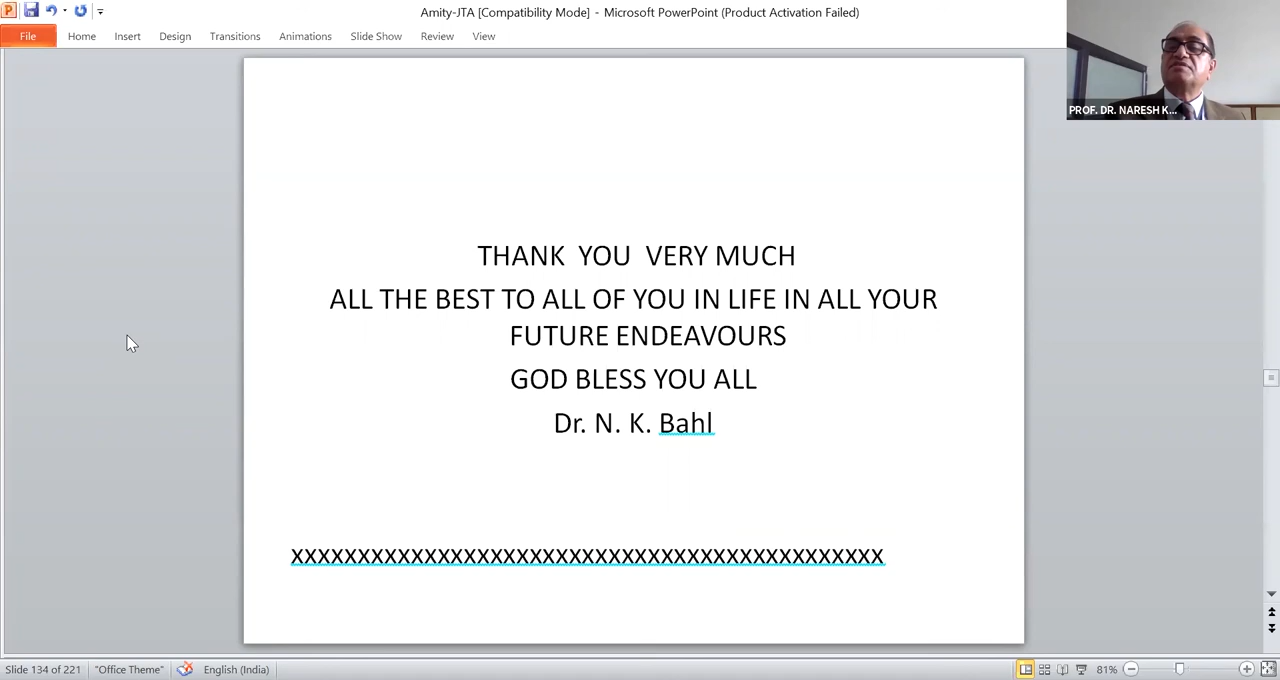 Amity-JTA [Compatibility Mode] - Microsoft PowerPoint (Product Activation Failed)
File Home Insert Design Transitions Animations Slide Show Review View
PROF. DR. NARESH K...
THANK YOU VERY MUCH
ALL THE BEST TO ALL OF YOU IN LIFE IN ALL YOUR
FUTURE ENDEAVOURS
GOD BLESS YOU ALL
Dr. N. K. Bahl
XXXXXXXXXXXXXXXXXXXXXXXXXXXXXXXXXXXXXXXXXXXXX
Slide 134 of 221 "Office Theme" English (India) 81%